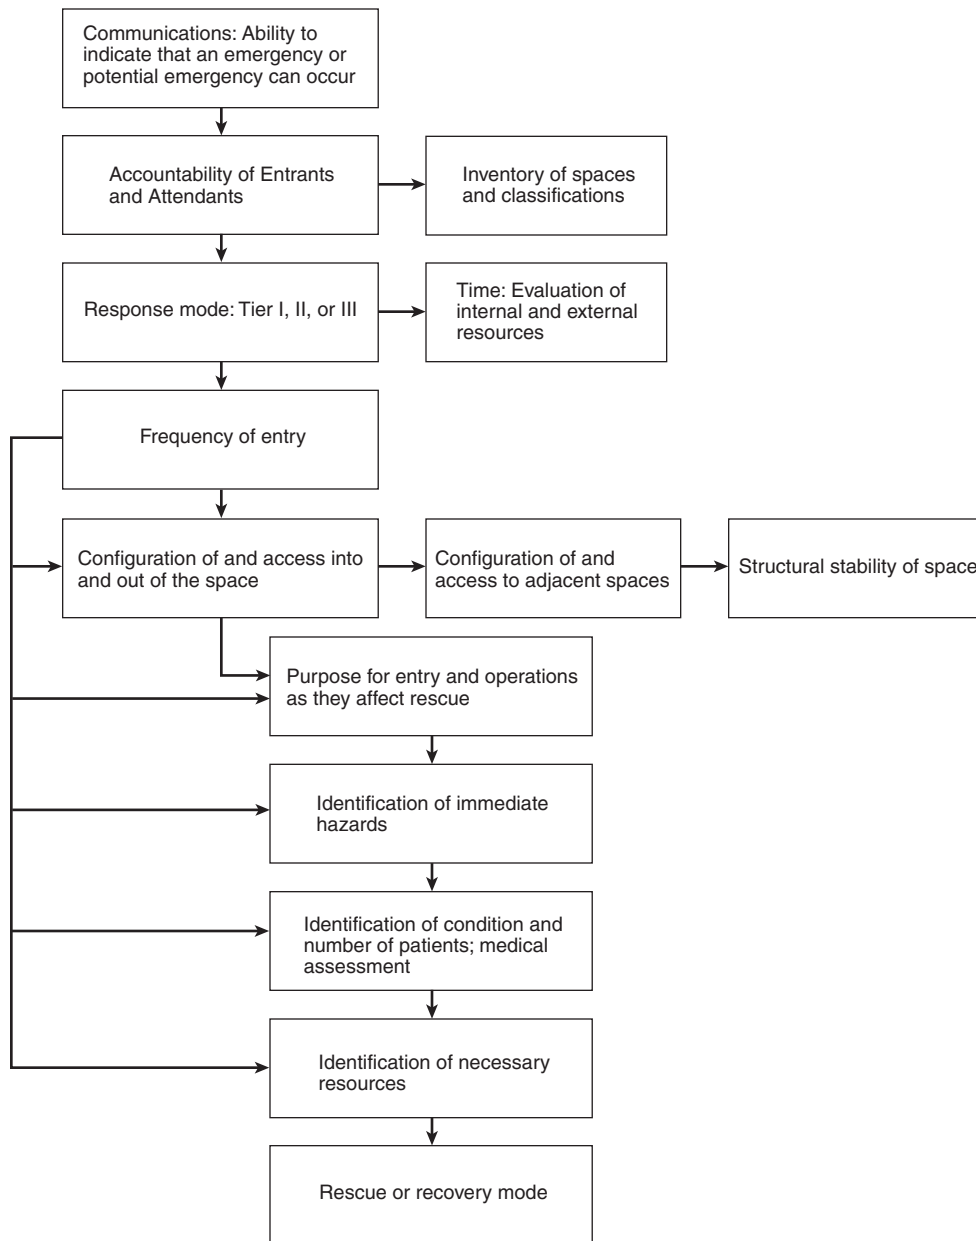 Communications: Ability to
indicate that an emergency or
potential emergency can occur
Accountability of Entrants
and Attendants
Inventory of spaces
and classifications
Response mode: Tier I, II, or III
Time: Evaluation of
internal and external
resources
Frequency of entry
Configuration of and access into
and out of the space
Configuration of and
access to adjacent spaces
Structural stability of space
Purpose for entry and operations
as they affect rescue
Identification of immediate
hazards
Identification of condition and
number of patients; medical
assessment
Identification of necessary
resources
Rescue or recovery mode